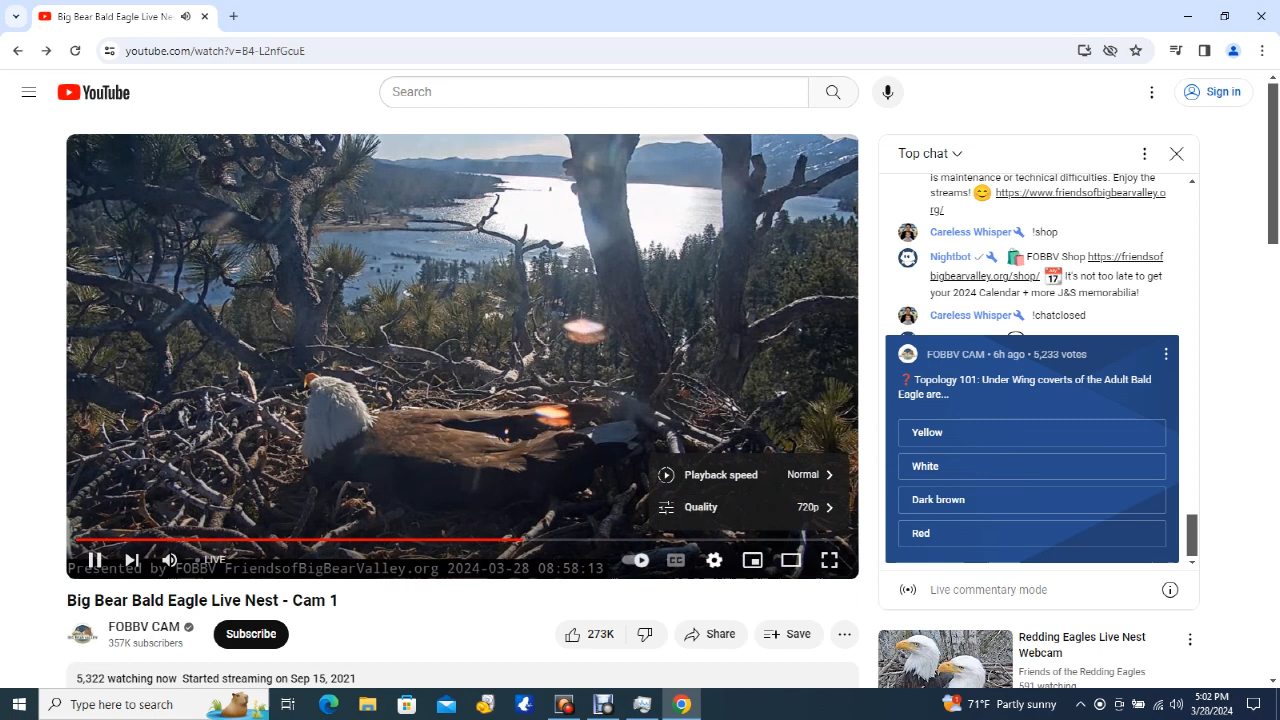 Big Bear Bald Eagle Live Ne
youtube.com/watch?v=B4-L2nfGcuE
YouTube
Search
Sign in
Top chat
is maintenance or technical difficulties. Enjoy the
streams! 😊 https://www.friendsofbigbearvalley.o
rg/
Careless Whisper !shop
Nightbot FOBBV Shop https://friendsof
bigbearvalley.org/shop/ It's not too late to get
your 2024 Calendar + more J&S memorabilia!
Careless Whisper !chatclosed
FOBBV CAM • 6h ago • 5,233 votes
❓Topology 101: Under Wing coverts of the Adult Bald
Eagle are...
Yellow
White
Dark brown
Red
Live commentary mode
Playback speed Normal
Quality 720p
LIVE
CC
Presented by FOBBV FriendsofBigBearValley.org 2024-03-28 08:58:13
Big Bear Bald Eagle Live Nest - Cam 1
FOBBV CAM
357K subscribers
Subscribe
273K
Share
Save
5,322 watching now Started streaming on Sep 15, 2021
Redding Eagles Live Nest
Webcam
Friends of the Redding Eagles
591 watching
Type here to search
71°F Partly sunny
5:02 PM
3/28/2024